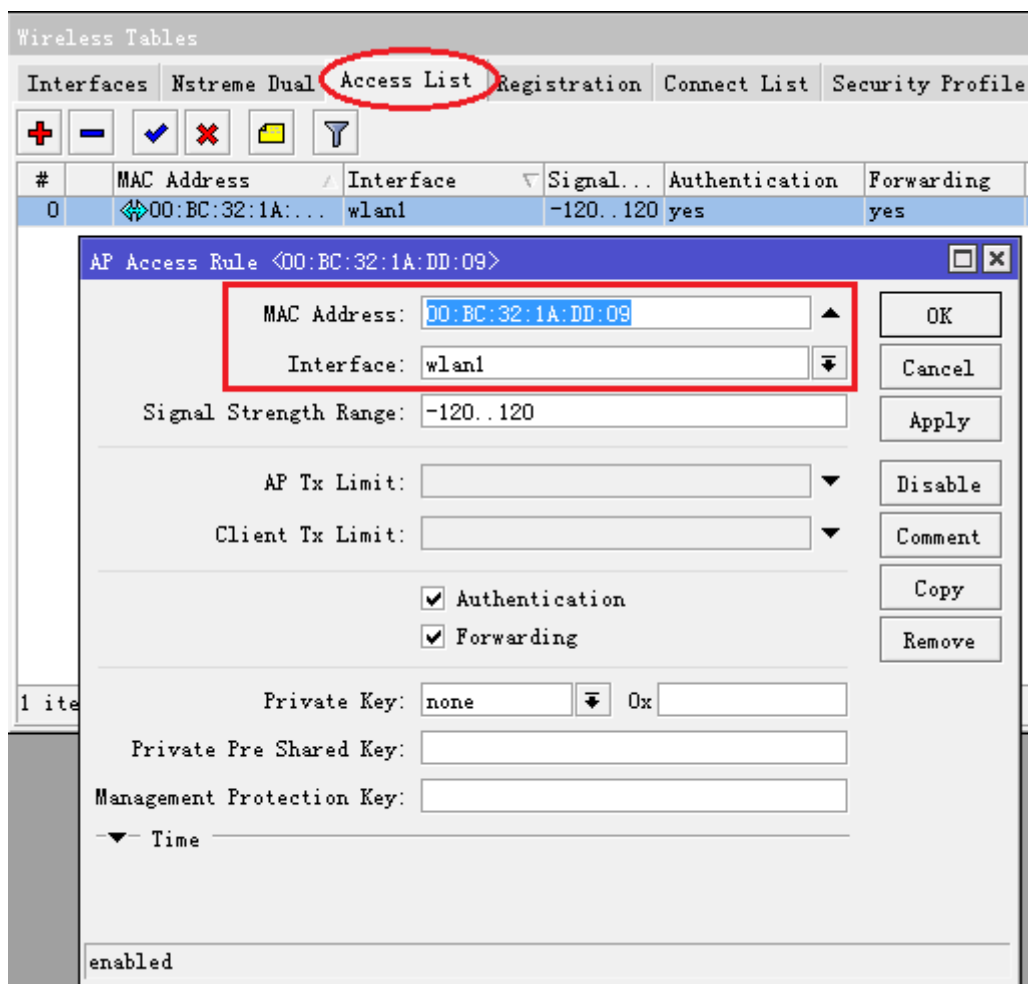 Wireless Tables
Interfaces Nstreme Dual Access List Registration Connect List Security Profile
# MAC Address Interface Signal... Authentication Forwarding
0 00:BC:32:1A:... wlan1 -120..120 yes yes
AP Access Rule <00:BC:32:1A:DD:09>
MAC Address: 00:BC:32:1A:DD:09 OK
Interface: wlan1 Cancel
Signal Strength Range: -120..120 Apply
AP Tx Limit: Disable
Client Tx Limit: Comment
Authentication Copy
Forwarding Remove
1 ite
Private Key: none 0x
Private Pre Shared Key:
Management Protection Key:
Time
enabled